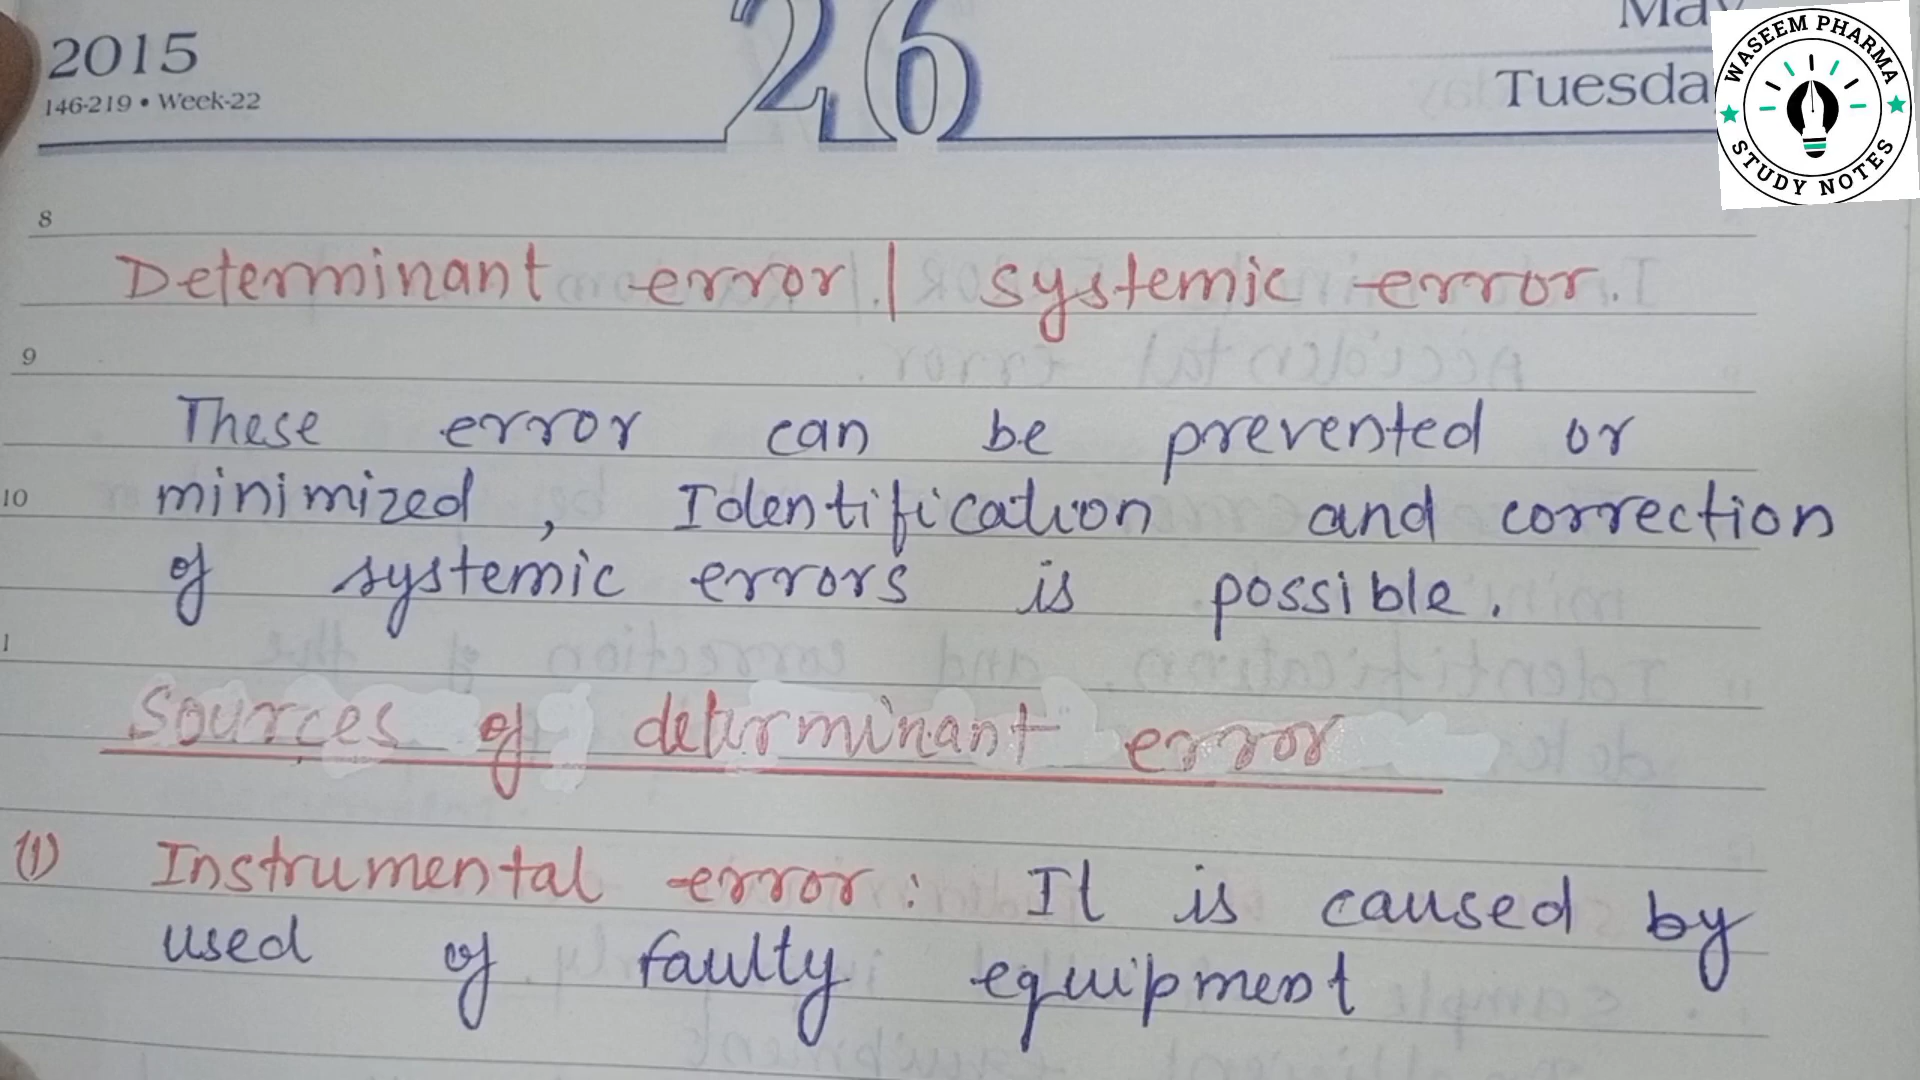 2015
146-219 • Week-22
26
Tuesda
WASEEM PHARMA
STUDY NOTES
8
Determinant error | systemic error.
9
These error can be prevented or
10
minimized, Identification and correction
of systemic errors is possible.
1
Sources of determinant error
(1) Instrumental error: It is caused by
used of faulty equipment